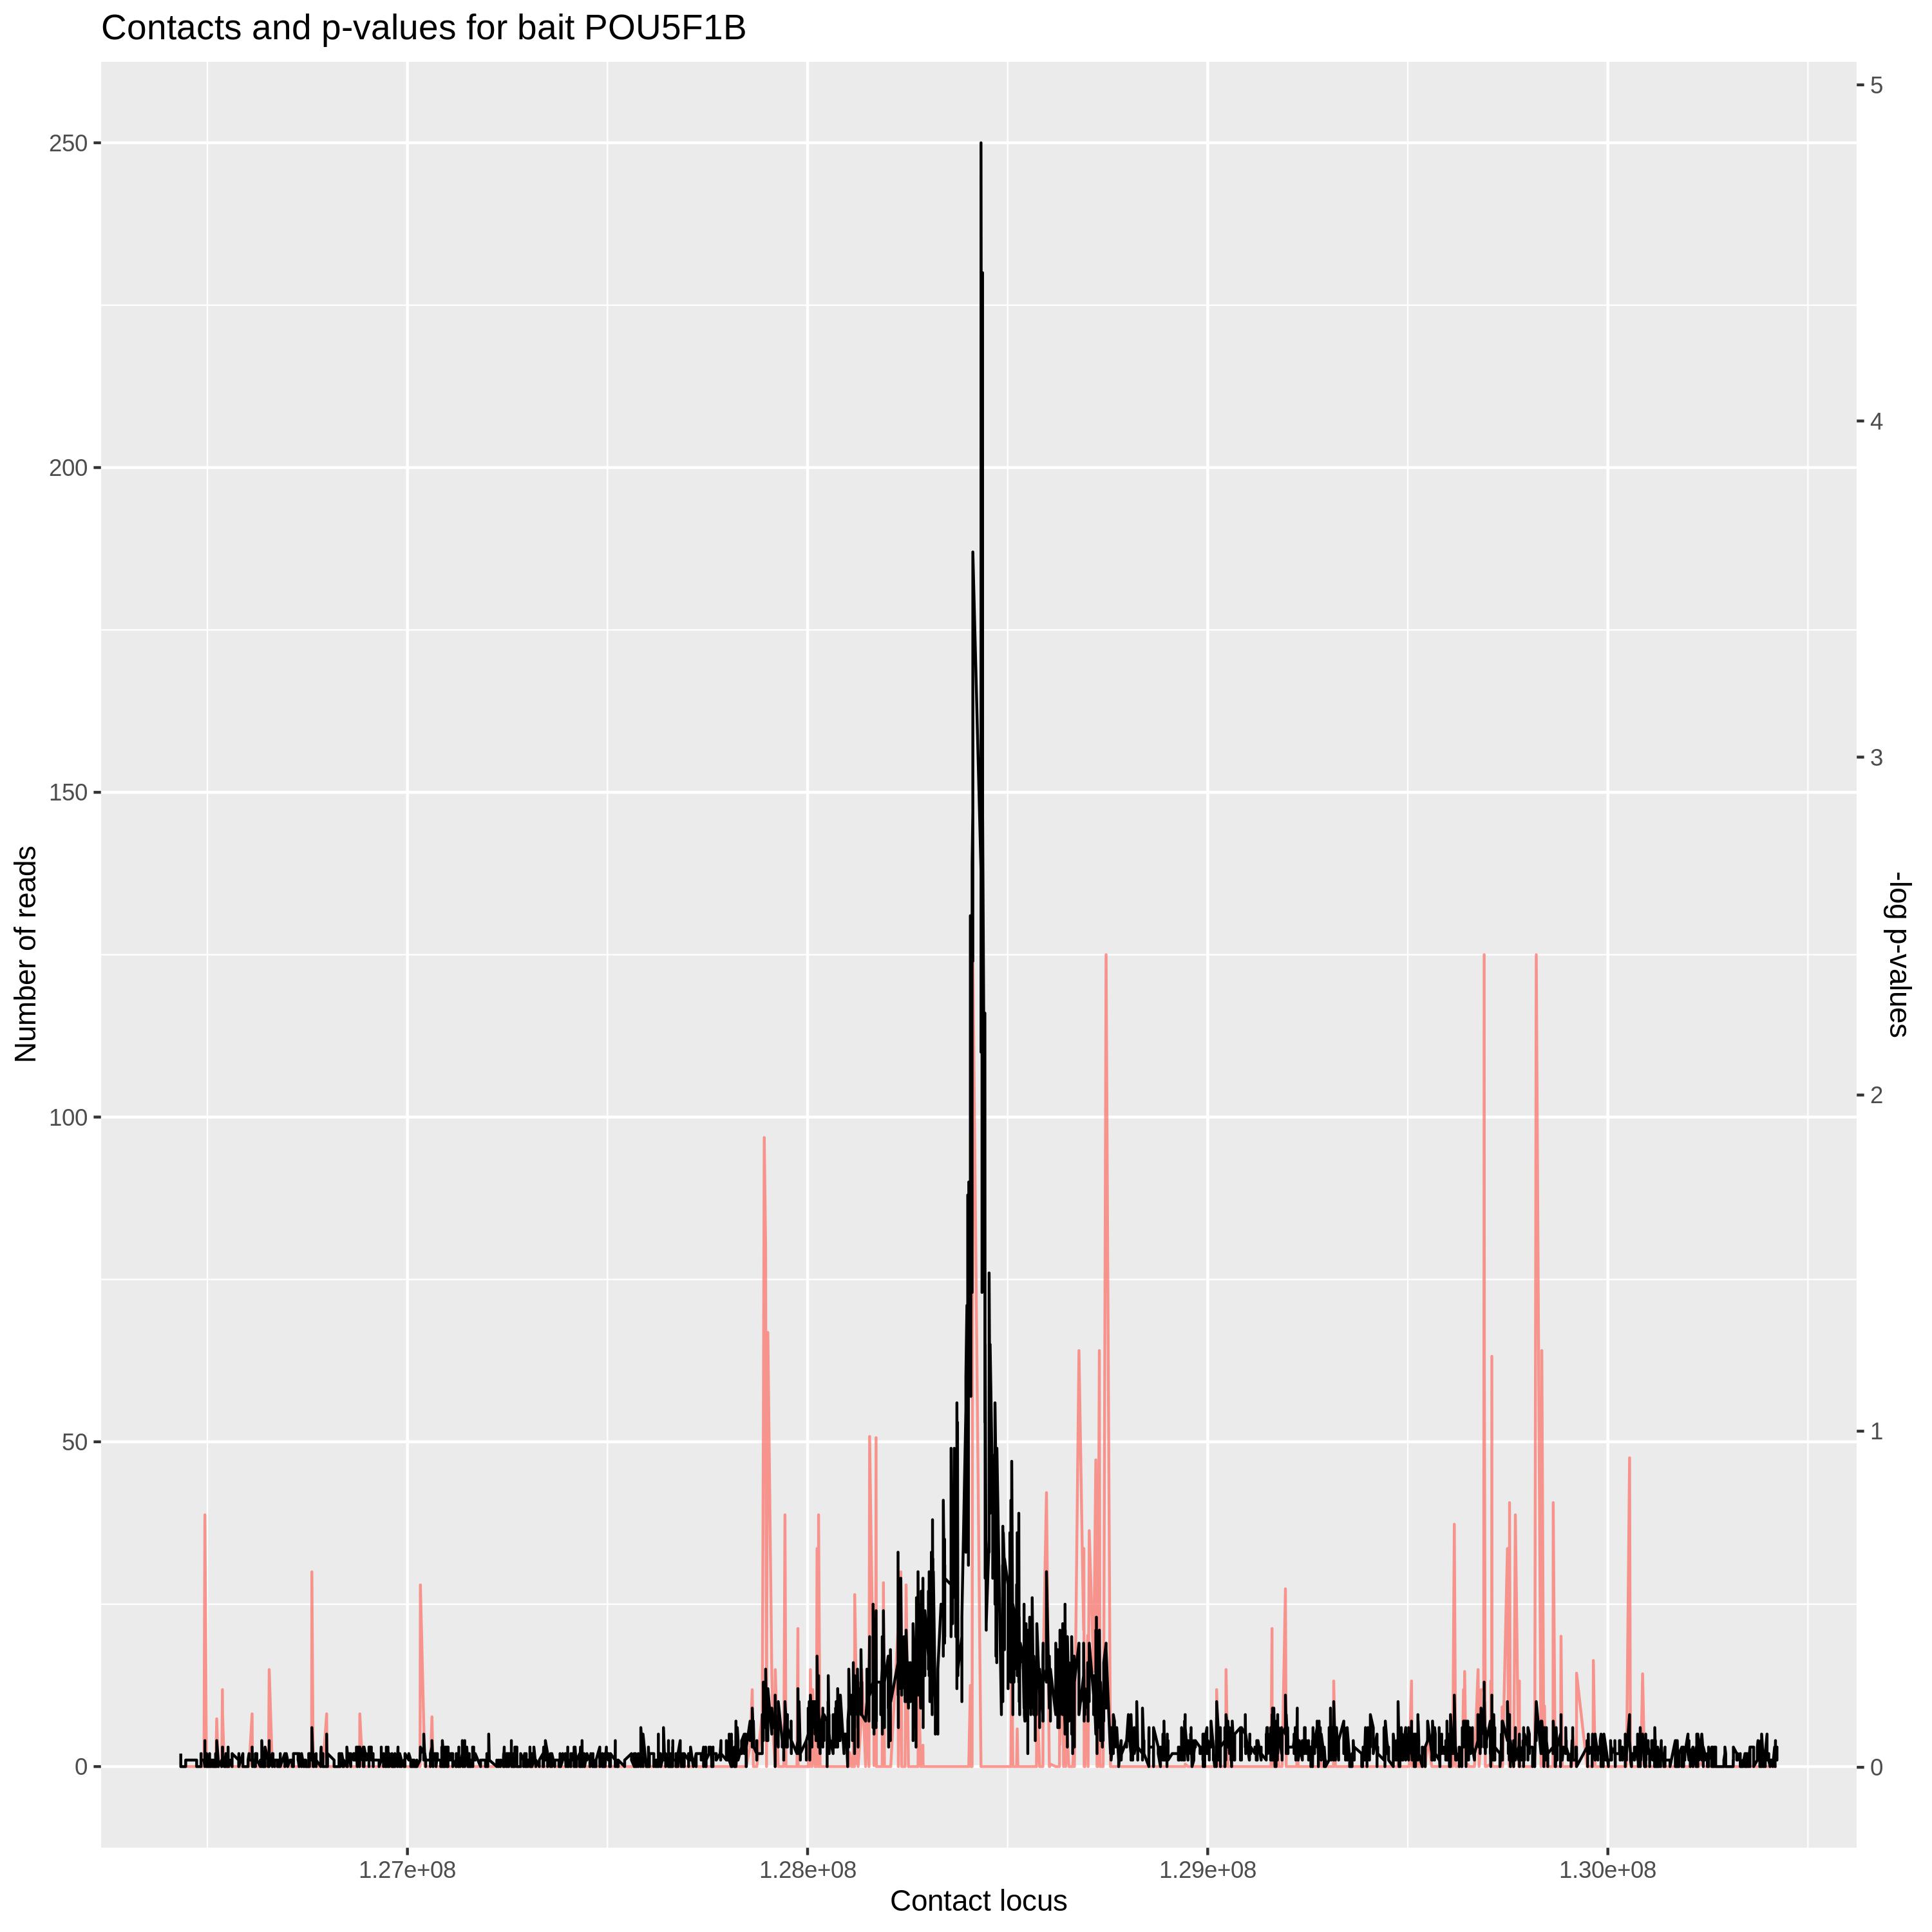 Contacts and p-values for bait POU5F1B
250
200
150
100
50
0
Number of reads
5
4
3
2
1
0
-log p-values
1.27e+08
1.28e+08
1.29e+08
1.30e+08
Contact locus